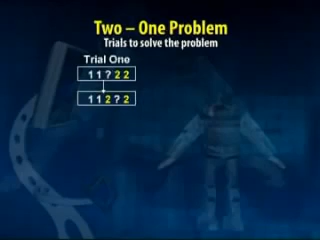 Two – One Problem
Trials to solve the problem
Trial One
1 1 ? 2 2
1 1 2 ? 2